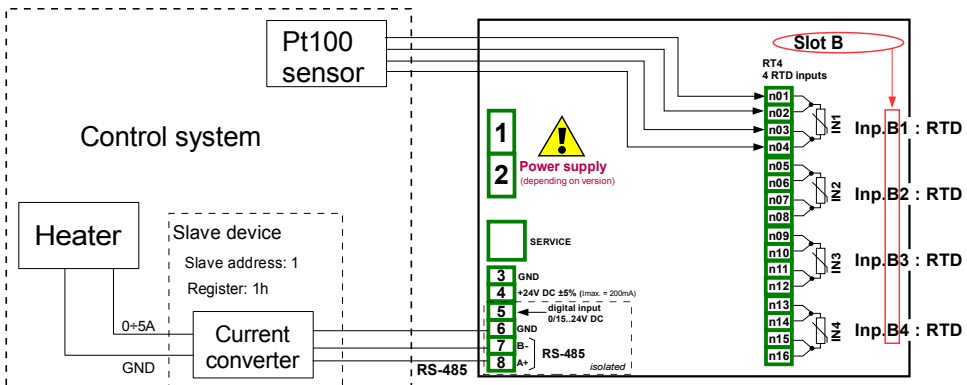 Control system
Pt100
sensor
Heater
Slave device
Slave address: 1
Register: 1h
0÷5A
GND
Current
converter
RS-485
1
2
Power supply
(depending on version)
SERVICE
3 GND
4 +24V DC ±5% (Imax. = 200mA)
5 digital input
0/15..24V DC
6 GND
7 B-
8 A+
RS-485
isolated
Slot B
RT4
4 RTD inputs
n01
n02
n03
n04
IN1
Inp.B1 : RTD
n05
n06
n07
n08
IN2
Inp.B2 : RTD
n09
n10
n11
n12
IN3
Inp.B3 : RTD
n13
n14
n15
n16
IN4
Inp.B4 : RTD